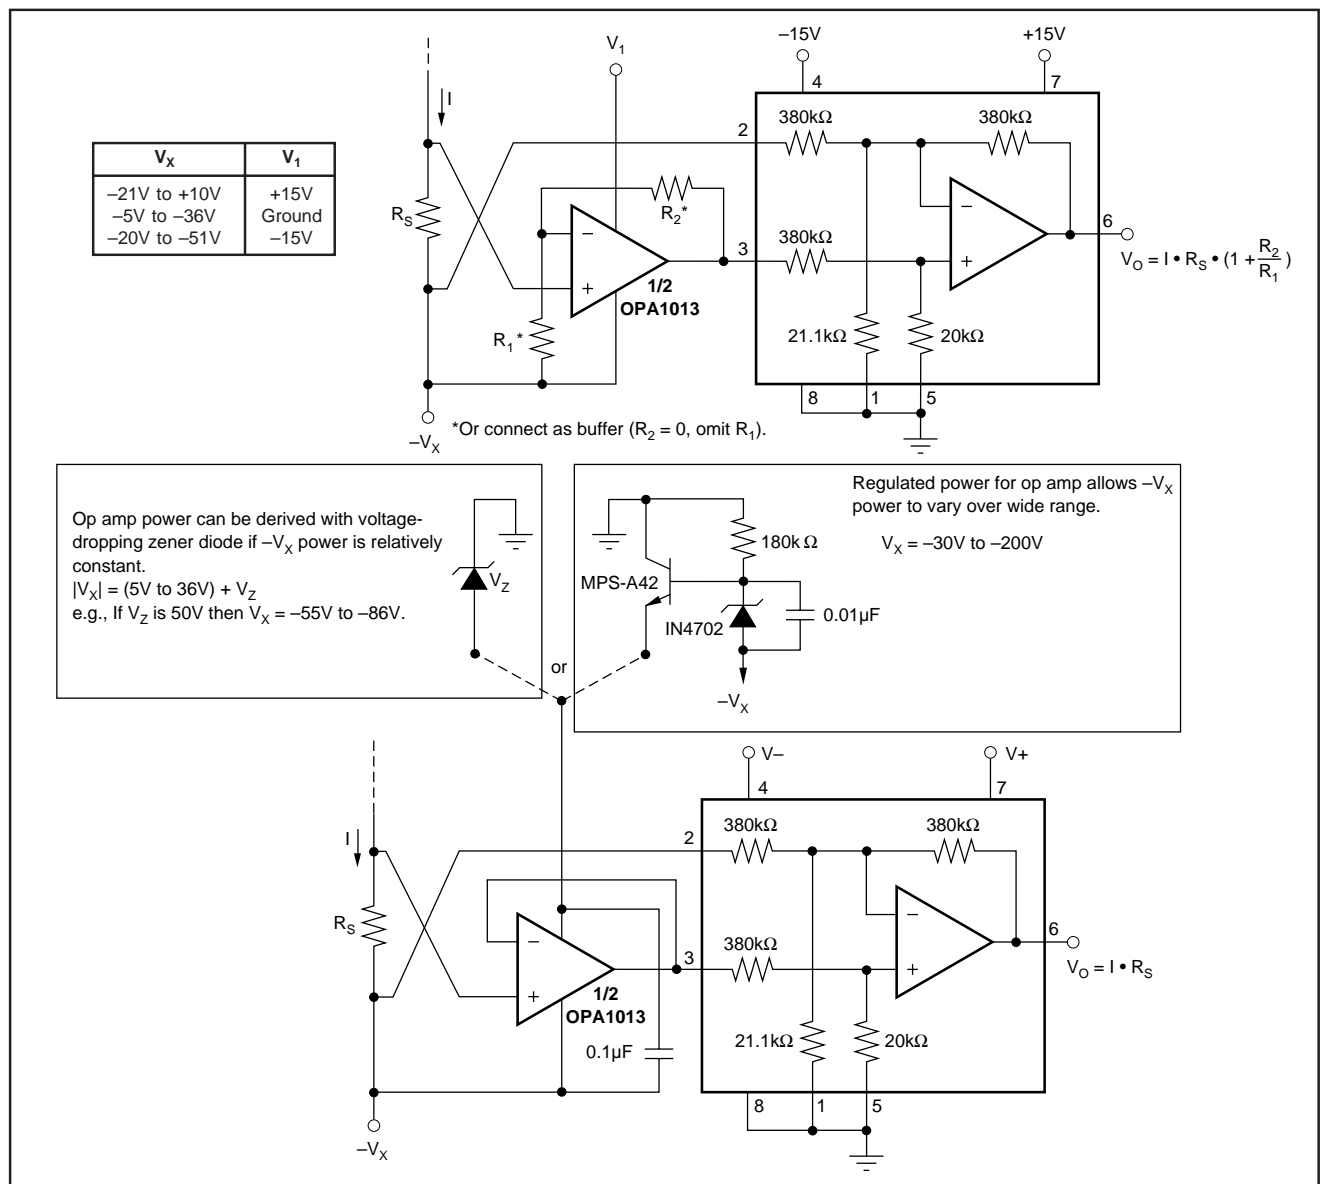 –15V
+15V
V1
4
7
I
380kΩ
380kΩ
2
VX V1
–21V to +10V +15V
–5V to –36V Ground
–20V to –51V –15V
RS
R2*
–
+
1/2
OPA1013
3
380kΩ
–
+
6
VO = I • RS • (1 + R2/R1)
R1*
21.1kΩ
20kΩ
8
1
5
–VX
*Or connect as buffer (R2 = 0, omit R1).
Op amp power can be derived with voltage-
dropping zener diode if –VX power is relatively
constant.
|VX| = (5V to 36V) + VZ
e.g., If VZ is 50V then VX = –55V to –86V.
VZ
or
Regulated power for op amp allows –VX
power to vary over wide range.
VX = –30V to –200V
180kΩ
MPS-A42
IN4702
0.01µF
–VX
V–
V+
4
7
I
380kΩ
380kΩ
2
RS
–
+
1/2
OPA1013
0.1µF
3
380kΩ
–
+
6
VO = I • RS
21.1kΩ
20kΩ
8
1
5
–VX